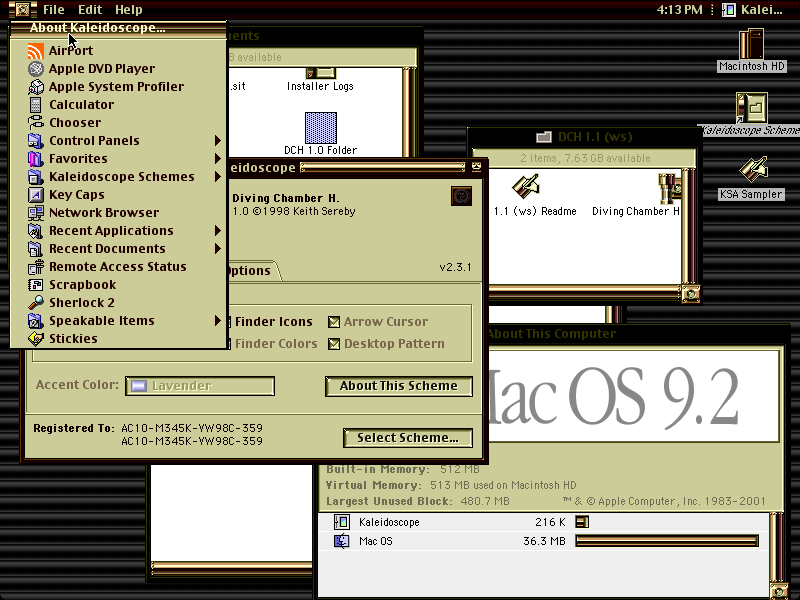 File Edit Help
4:13 PM Kalei...
About Kaleidoscope...
Airport
Apple DVD Player
Apple System Profiler
Calculator
Chooser
Control Panels
Favorites
Kaleidoscope Schemes
Key Caps
Network Browser
Recent Applications
Recent Documents
Remote Access Status
Scrapbook
Sherlock 2
Speakable Items
Stickies
ents
B available
.sit
Installer Logs
DCH 1.0 Folder
eidoscope
Diving Chamber H.
1.0 ©1998 Keith Sereby
Options
v2.3.1
Finder Icons
Arrow Cursor
Finder Colors
Desktop Pattern
Accent Color:
Lavender
About This Scheme
Registered To: AC10-M345K-YW98C-359
AC10-M345K-YW98C-359
Select Scheme...
DCH 1.1 (ws)
2 items, 7.63 GB available
1.1 (ws) Readme
Diving Chamber H
Macintosh HD
Kaleidoscope Scheme
KSA Sampler
About This Computer
Mac OS 9.2
Built-in Memory: 512 MB
Virtual Memory: 513 MB used on Macintosh HD
Largest Unused Block: 480.7 MB
™ & © Apple Computer, Inc. 1983-2001
Kaleidoscope 216 K
Mac OS 36.3 MB